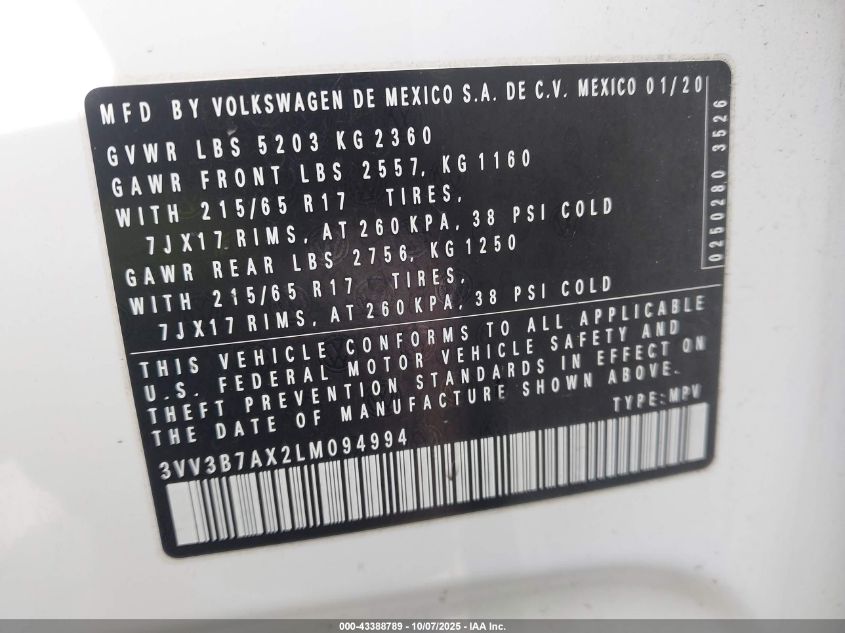 MFD BY VOLKSWAGEN DE MEXICO S.A. DE C.V. MEXICO 01/20
GVWR LBS 5203 KG 2360
GAWR FRONT LBS 2557, KG 1160
WITH 215/65 R17 TIRES,
7JX17 RIMS, AT 260 KPA, 38 PSI COLD
GAWR REAR LBS 2756, KG 1250
WITH 215/65 R17 TIRES,
7JX17 RIMS, AT 260 KPA, 38 PSI COLD
0250280 3526
THIS VEHICLE CONFORMS TO ALL APPLICABLE
U.S. FEDERAL MOTOR VEHICLE SAFETY AND
THEFT PREVENTION STANDARDS IN EFFECT ON
THE DATE OF MANUFACTURE SHOWN ABOVE.
TYPE: MPV
3VV3B7AX2LM094994
000-43388789 - 10/07/2025 - IAA Inc.